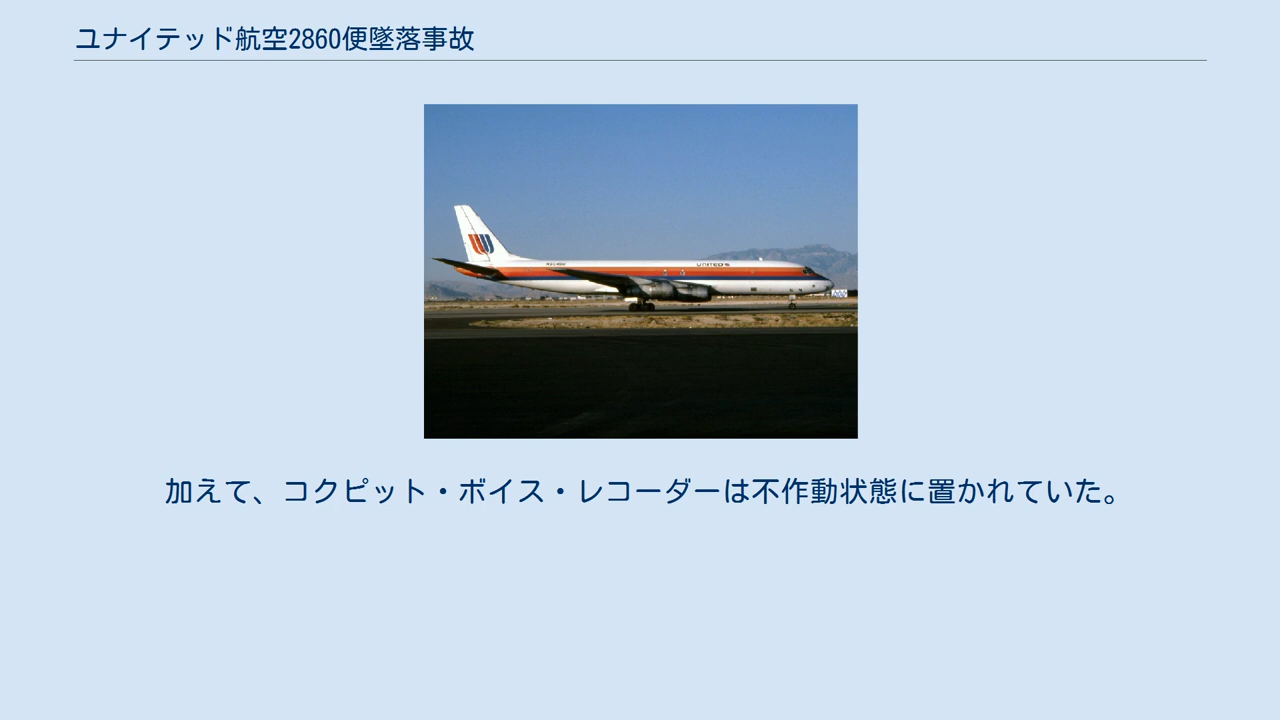 ユナイテッド航空2860便墜落事故
UNITED
加えて、コクピット・ボイス・レコーダーは不作動状態に置かれていた。